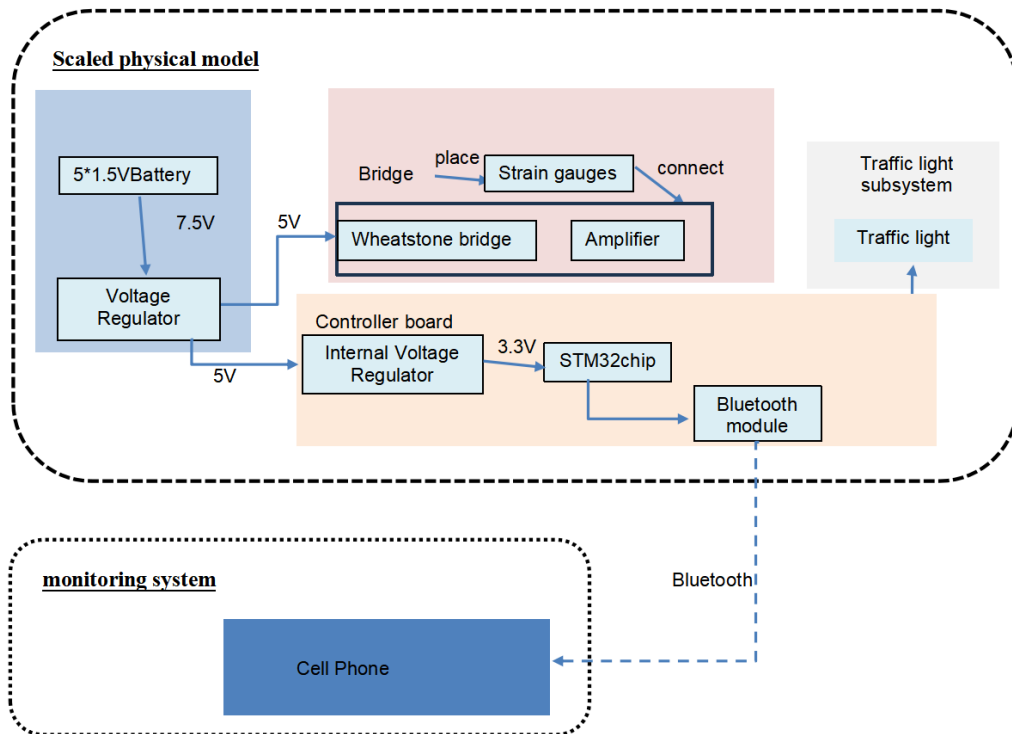 Scaled physical model
5*1.5VBattery
7.5V
Voltage
Regulator
5V
5V
Bridge
place
Strain gauges
connect
Wheatstone bridge
Amplifier
Traffic light
subsystem
Traffic light
Controller board
Internal Voltage
Regulator
3.3V
STM32chip
Bluetooth
module
Bluetooth
monitoring system
Cell Phone